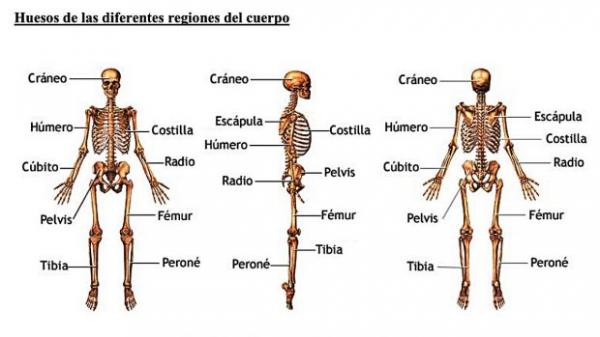 Huesos de las diferentes regiones del cuerpo
Cráneo
Húmero
Costilla
Cúbito
Radio
Pelvis
Fémur
Tibia
Peroné
Cráneo
Escápula
Costilla
Húmero
Radio
Pelvis
Fémur
Tibia
Peroné
Cráneo
Escápula
Húmero
Costilla
Cúbito
Radio
Pelvis
Fémur
Tibia
Peroné